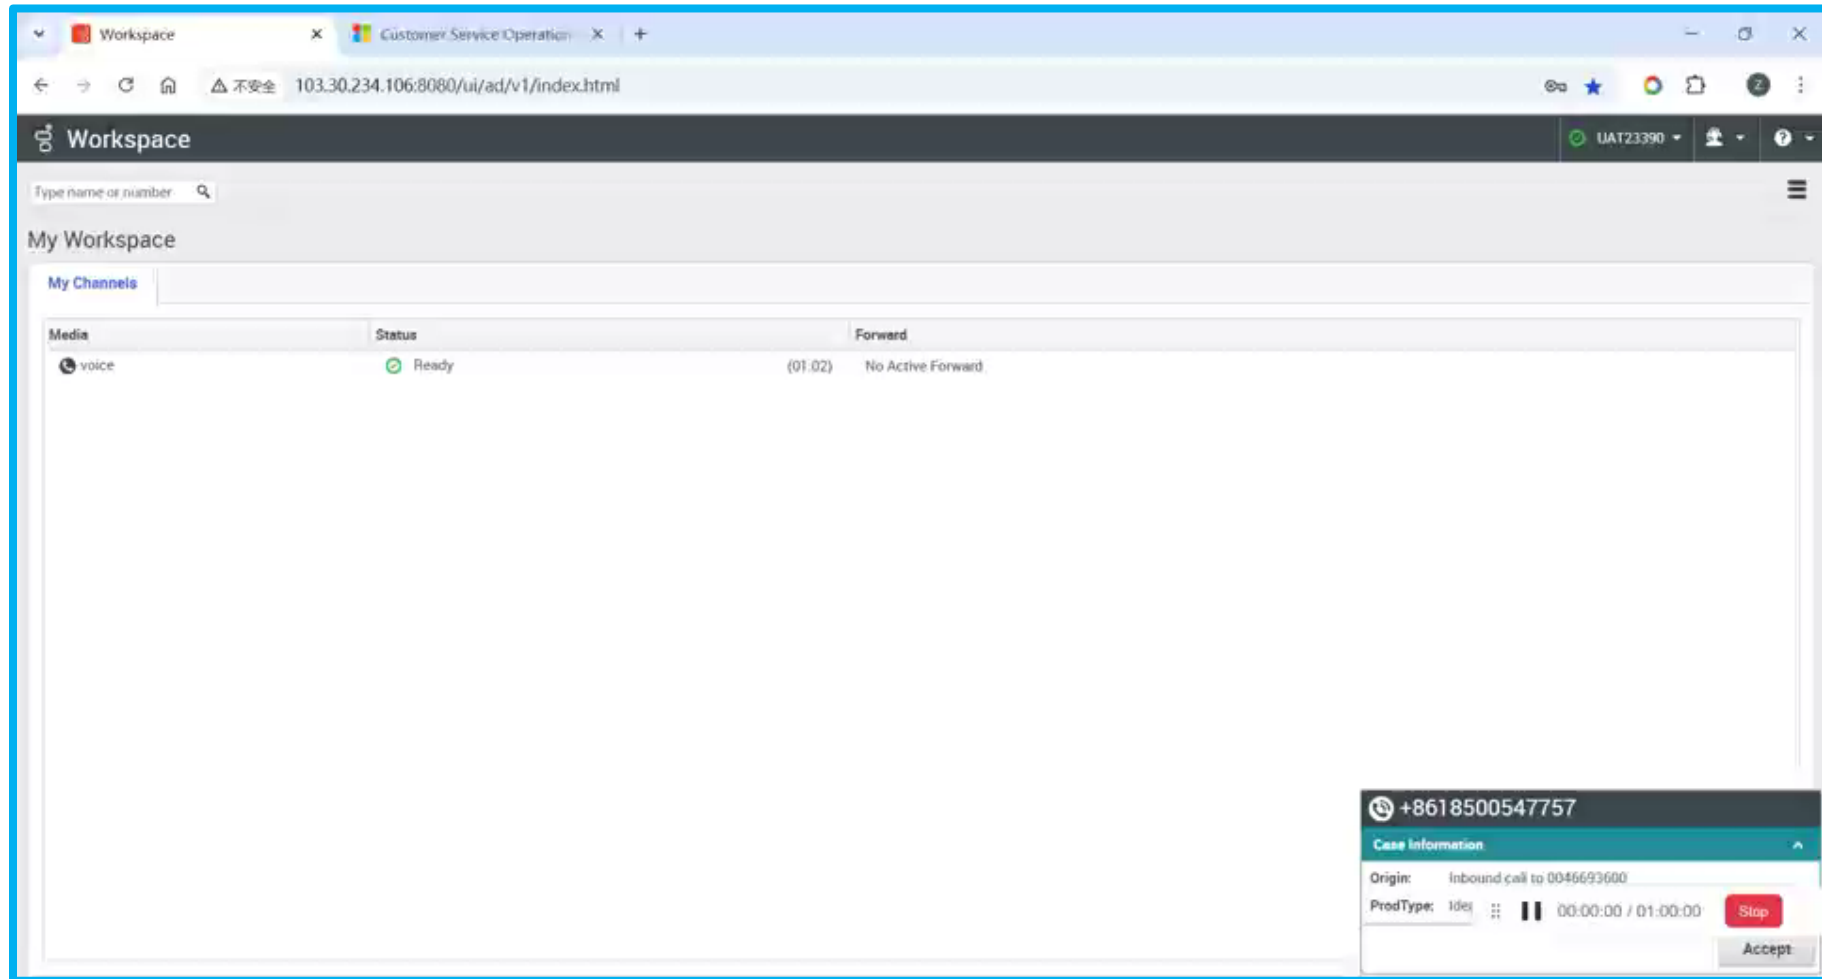 Workspace
Customer Service Operation
不安全 103.30.234.106:8080/ui/ad/v1/index.html
Z
Workspace
UAT23390
Type name or number
My Workspace
My Channels
Media Status Forward
voice Ready (01:02) No Active Forward
+8618500547757
Case Information
Origin: Inbound call to 0046693600
ProdType: 00:00:00 / 01:00:00 Stop
Accept